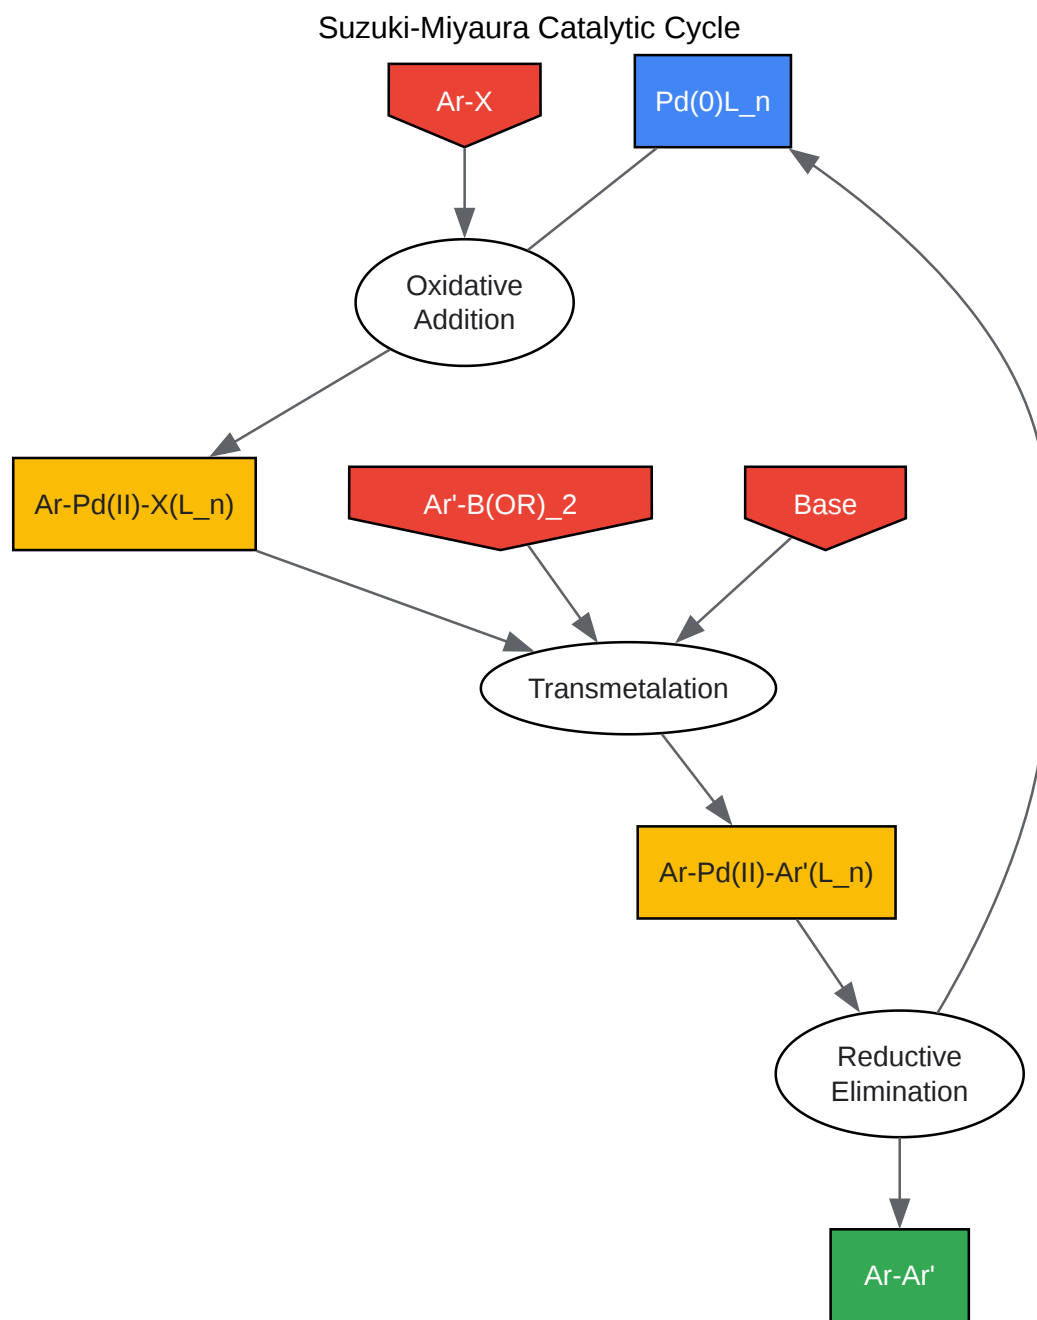 Suzuki-Miyaura Catalytic Cycle
Ar-X
Pd(0)L_n
Oxidative
Addition
Ar-Pd(II)-X(L_n)
Ar'-B(OR)_2
Base
Transmetalation
Ar-Pd(II)-Ar'(L_n)
Reductive
Elimination
Ar-Ar'